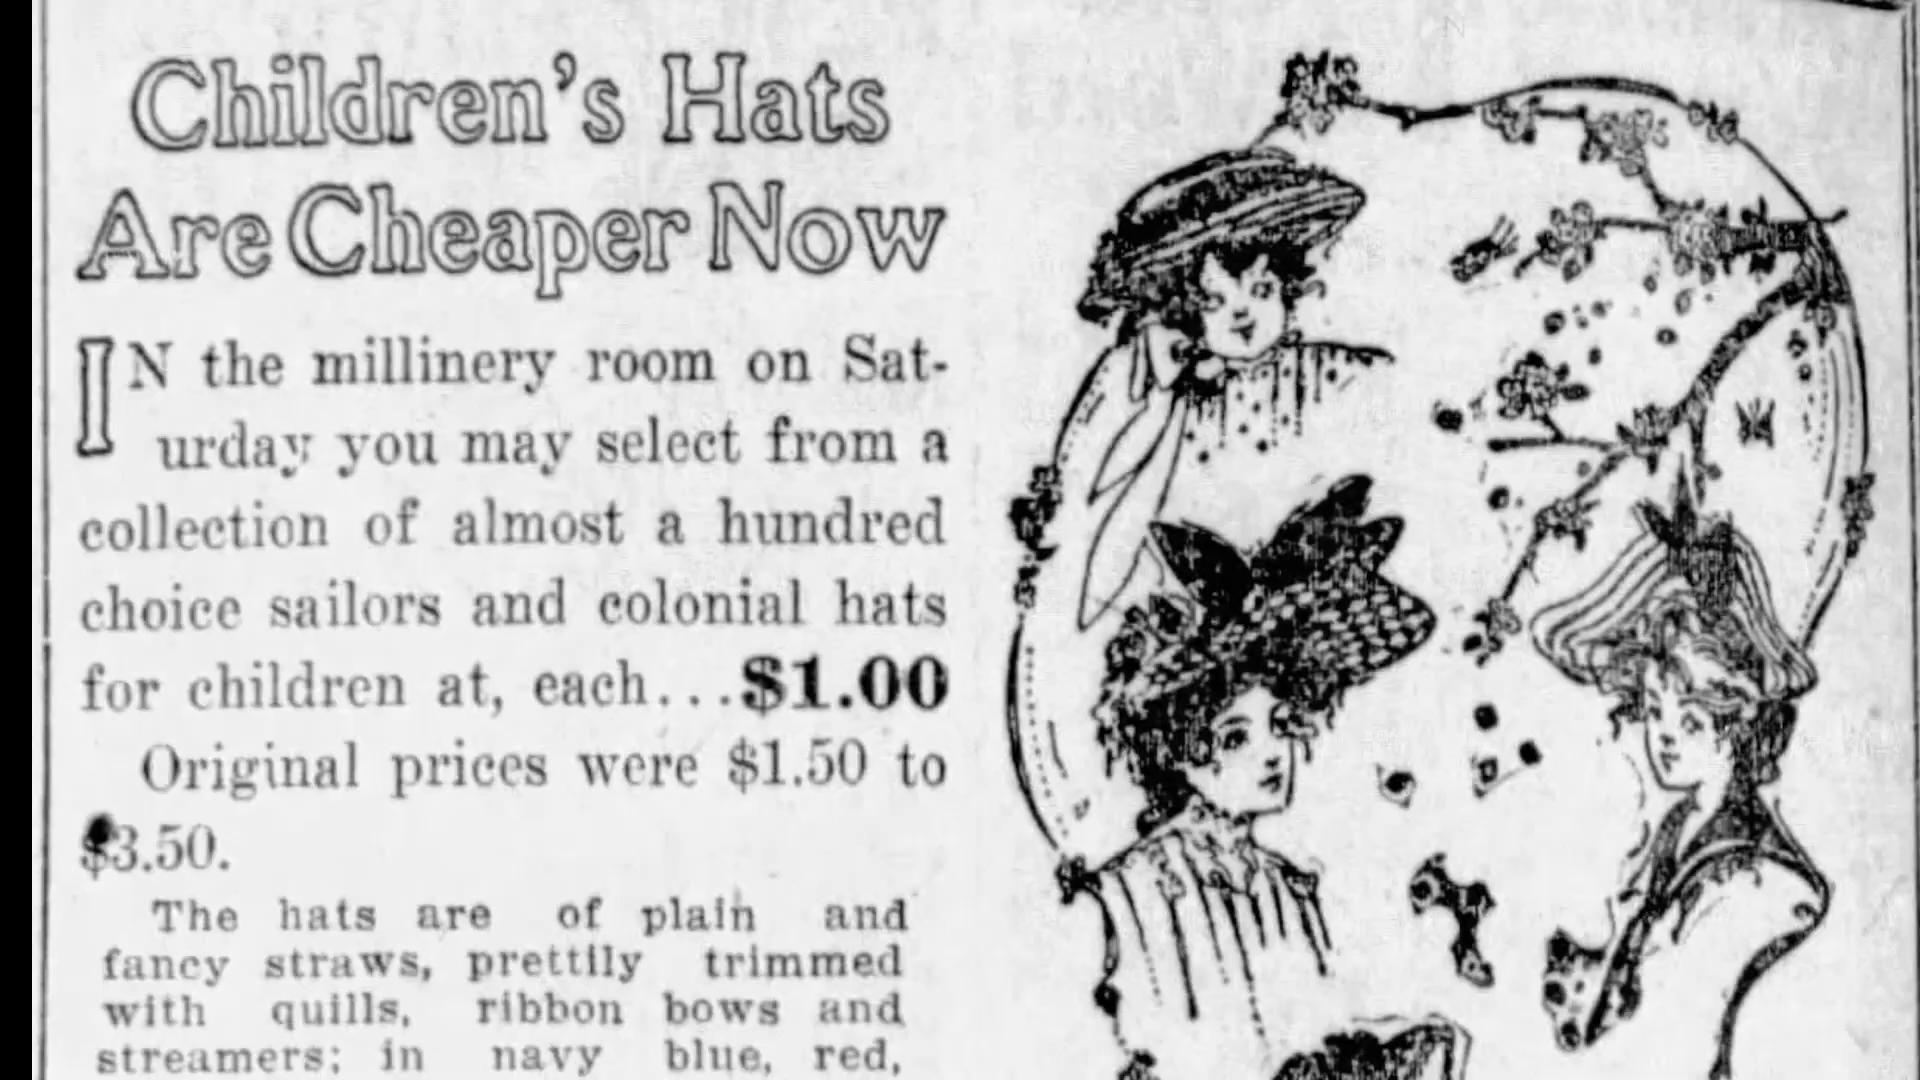 Children's Hats
Are Cheaper Now
IN the millinery room on Sat-
urday you may select from a
collection of almost a hundred
choice sailors and colonial hats
for children at, each...$1.00
Original prices were $1.50 to
$3.50.
The hats are of plain and
fancy straws, prettily trimmed
with quills, ribbon bows and
streamers; in navy blue, red,